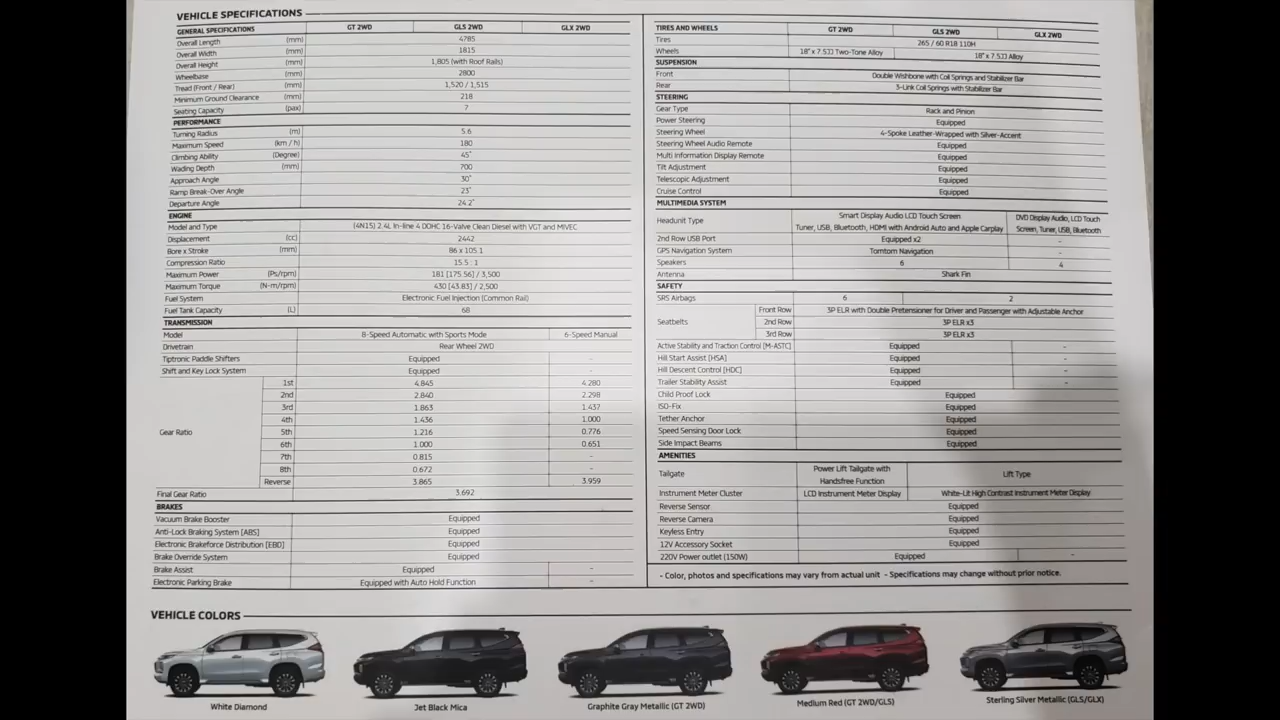 VEHICLE SPECIFICATIONS
GENERAL SPECIFICATIONS GT 2WD GLS 2WD GLX 2WD
Overall Length (mm) 4785
Overall Width (mm) 1815
Overall Height (mm) 1,805 (with Roof Rails)
Wheelbase (mm) 2800
Tread (Front / Rear) (mm) 1,520 / 1,515
Minimum Ground Clearance (mm) 218
Seating Capacity (pax) 7
PERFORMANCE
Turning Radius (m) 5.6
Maximum Speed (km / h) 180
Climbing Ability (Degree) 45°
Wading Depth (mm) 700
Approach Angle 30°
Ramp Break-Over Angle 23°
Departure Angle 24.2°
ENGINE
Model and Type (4N15) 2.4L In-line 4 DOHC 16-Valve Clean Diesel with VGT and MIVEC
Displacement (cc) 2442
Bore x Stroke (mm) 86 x 105.1
Compression Ratio 15.5 : 1
Maximum Power (Ps/rpm) 181 [175.56] / 3,500
Maximum Torque (N-m/rpm) 430 [43.83] / 2,500
Fuel System Electronic Fuel Injection (Common Rail)
Fuel Tank Capacity (L) 68
TRANSMISSION
Model 8-Speed Automatic with Sports Mode 6-Speed Manual
Drivetrain Rear Wheel 2WD
Tiptronic Paddle Shifters Equipped -
Shift and Key Lock System Equipped -
1st 4.845 4.280
2nd 2.840 2.298
3rd 1.863 1.437
4th 1.436 1.000
Gear Ratio 5th 1.216 0.776
6th 1.000 0.651
7th 0.815 -
8th 0.672 -
Reverse 3.865 3.959
Final Gear Ratio 3.692
BRAKES
Vacuum Brake Booster Equipped
Anti-Lock Braking System [ABS] Equipped
Electronic Brakeforce Distribution [EBD] Equipped
Brake Override System Equipped
Brake Assist Equipped -
Electronic Parking Brake Equipped with Auto Hold Function -
TIRES AND WHEELS GT 2WD GLS 2WD GLX 2WD
Tires 265 / 60 R18 110H
Wheels 18" x 7.5JJ Two-Tone Alloy 18" x 7.5JJ Alloy
SUSPENSION
Front Double Wishbone with Coil Springs and Stabilizer Bar
Rear 3-Link Coil Springs with Stabilizer Bar
STEERING
Gear Type Rack and Pinion
Power Steering Equipped
Steering Wheel 4-Spoke Leather-Wrapped with Silver-Accent
Steering Wheel Audio Remote Equipped
Multi Information Display Remote Equipped
Tilt Adjustment Equipped
Telescopic Adjustment Equipped
Cruise Control Equipped
MULTIMEDIA SYSTEM
Headunit Type Smart Display Audio LCD Touch Screen DVD Display Audio, LCD Touch
Tuner, USB, Bluetooth, HDMI with Android Auto and Apple Carplay Screen, Tuner, USB, Bluetooth
2nd Row USB Port Equipped x2 -
GPS Navigation System Tomtom Navigation -
Speakers 6 4
Antenna Shark Fin
SAFETY
SRS Airbags 6 2
Front Row 3P ELR with Double Pretensioner for Driver and Passenger with Adjustable Anchor
Seatbelts 2nd Row 3P ELR x3
3rd Row 3P ELR x3
Active Stability and Traction Control [M-ASTC] Equipped -
Hill Start Assist [HSA] Equipped -
Hill Descent Control [HDC] Equipped -
Trailer Stability Assist Equipped -
Child Proof Lock Equipped
ISO-Fix Equipped
Tether Anchor Equipped
Speed Sensing Door Lock Equipped
Side Impact Beams Equipped
AMENITIES
Tailgate Power Lift Tailgate with Handsfree Function Lift Type
Instrument Meter Cluster LCD Instrument Meter Display White-Lit High Contrast Instrument Meter Display
Reverse Sensor Equipped
Reverse Camera Equipped
Keyless Entry Equipped
12V Accessory Socket Equipped
220V Power outlet (150W) Equipped -
- Color, photos and specifications may vary from actual unit - Specifications may change without prior notice.
VEHICLE COLORS
White Diamond
Jet Black Mica
Graphite Gray Metallic (GT 2WD)
Medium Red (GT 2WD/GLS)
Sterling Silver Metallic (GLS/GLX)